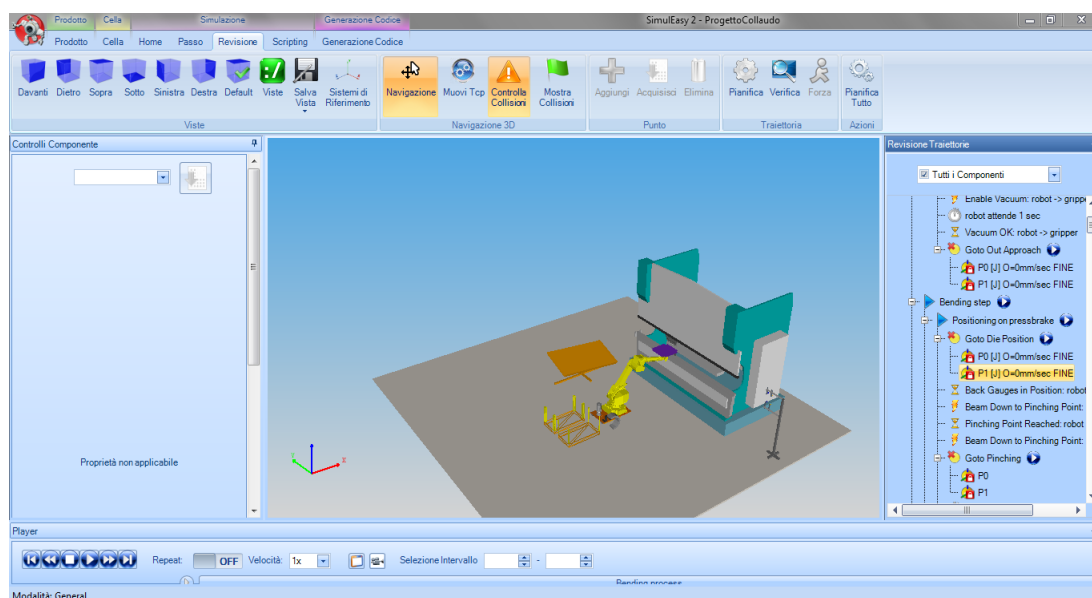 Prodotto Cella Simulazione Generazione Codice SimulEasy 2 - ProgettoCollaudo
Prodotto Cella Home Passo Revisione Scripting Generazione Codice
Davanti Dietro Sopra Sotto Sinistra Destra Default Viste Salva Vista Sistemi di Riferimento Navigazione Muovi Tcp Controlla Collisioni Mostra Collisioni Aggiungi Acquisisci Elimina Pianifica Verifica Forza Pianifica Tutto
Viste Navigazione 3D Punto Traiettoria Azioni
Controlli Componente
Proprietà non applicabile
Revisione Traiettorie
Tutti i Componenti
Enable Vacuum: robot -> gripp
robot attende 1 sec
Vacuum OK: robot -> gripper
Goto Out Approach
P0 [J] O=0mm/sec FINE
P1 [J] O=0mm/sec FINE
Bending step
Positioning on pressbrake
Goto Die Position
P0 [J] O=0mm/sec FINE
P1 [J] O=0mm/sec FINE
Back Gauges in Position: robot
Beam Down to Pinching Point:
Pinching Point Reached: robot
Beam Down to Pinching Point:
Goto Pinching
P0
P1
Player
Repeat: OFF Velocità: 1x Selezione Intervallo -
Bending process
Modalità: General